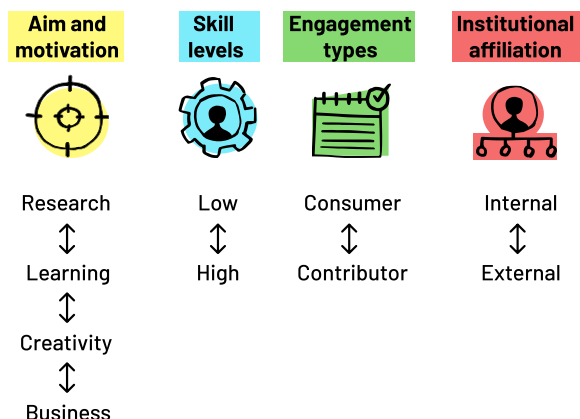 Aim and
motivation
Skill
levels
Engagement
types
Institutional
affiliation
Research
Learning
Creativity
Business
Low
High
Consumer
Contributor
Internal
External